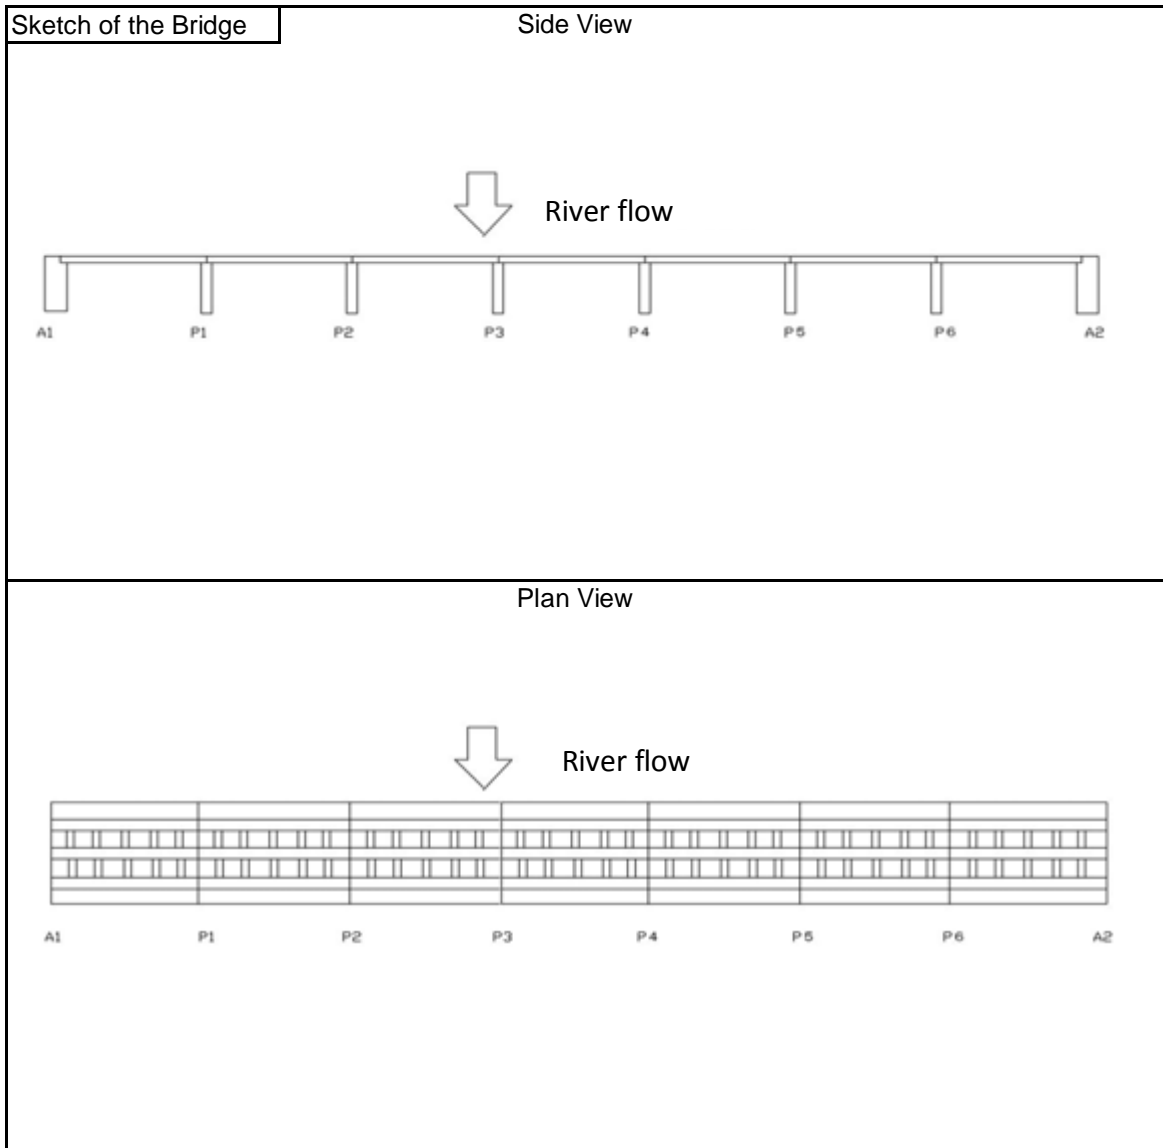 Sketch of the Bridge
Side View
River flow
A1 P1 P2 P3 P4 P5 P6 A2
Plan View
River flow
A1 P1 P2 P3 P4 P5 P6 A2